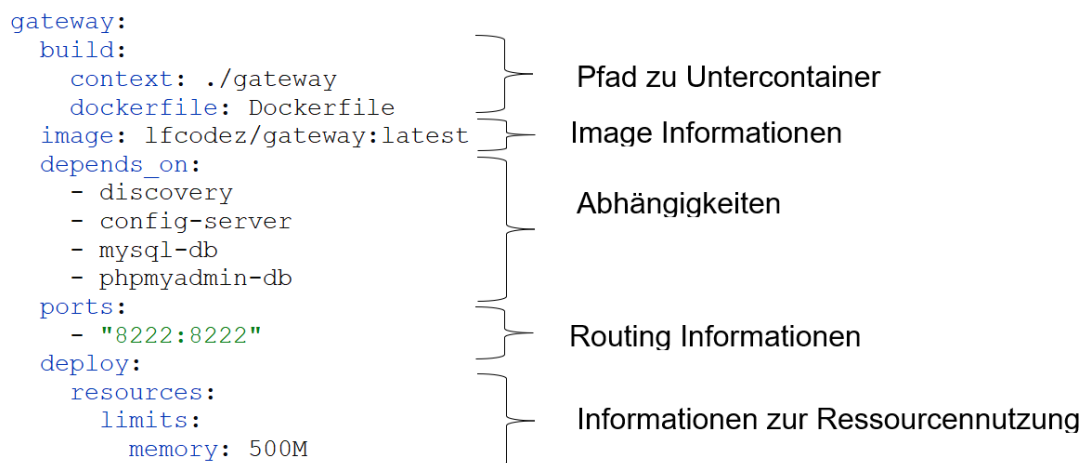 gateway:
build:
context: ./gateway
dockerfile: Dockerfile
Pfad zu Untercontainer
image: lfcodez/gateway:latest
Image Informationen
depends_on:
- discovery
- config-server
- mysql-db
- phpmyadmin-db
Abhängigkeiten
ports:
- "8222:8222"
Routing Informationen
deploy:
resources:
limits:
memory: 500M
Informationen zur Ressourcennutzung